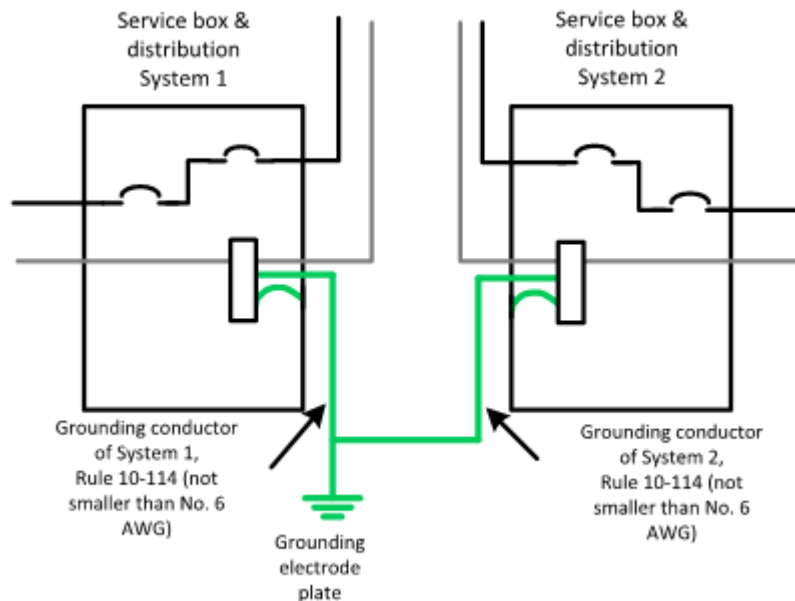 Service box &
distribution
System 1
Service box &
distribution
System 2
Grounding conductor
of System 1,
Rule 10-114 (not
smaller than No. 6
AWG)
Grounding
electrode
plate
Grounding conductor
of System 2,
Rule 10-114 (not
smaller than No. 6
AWG)